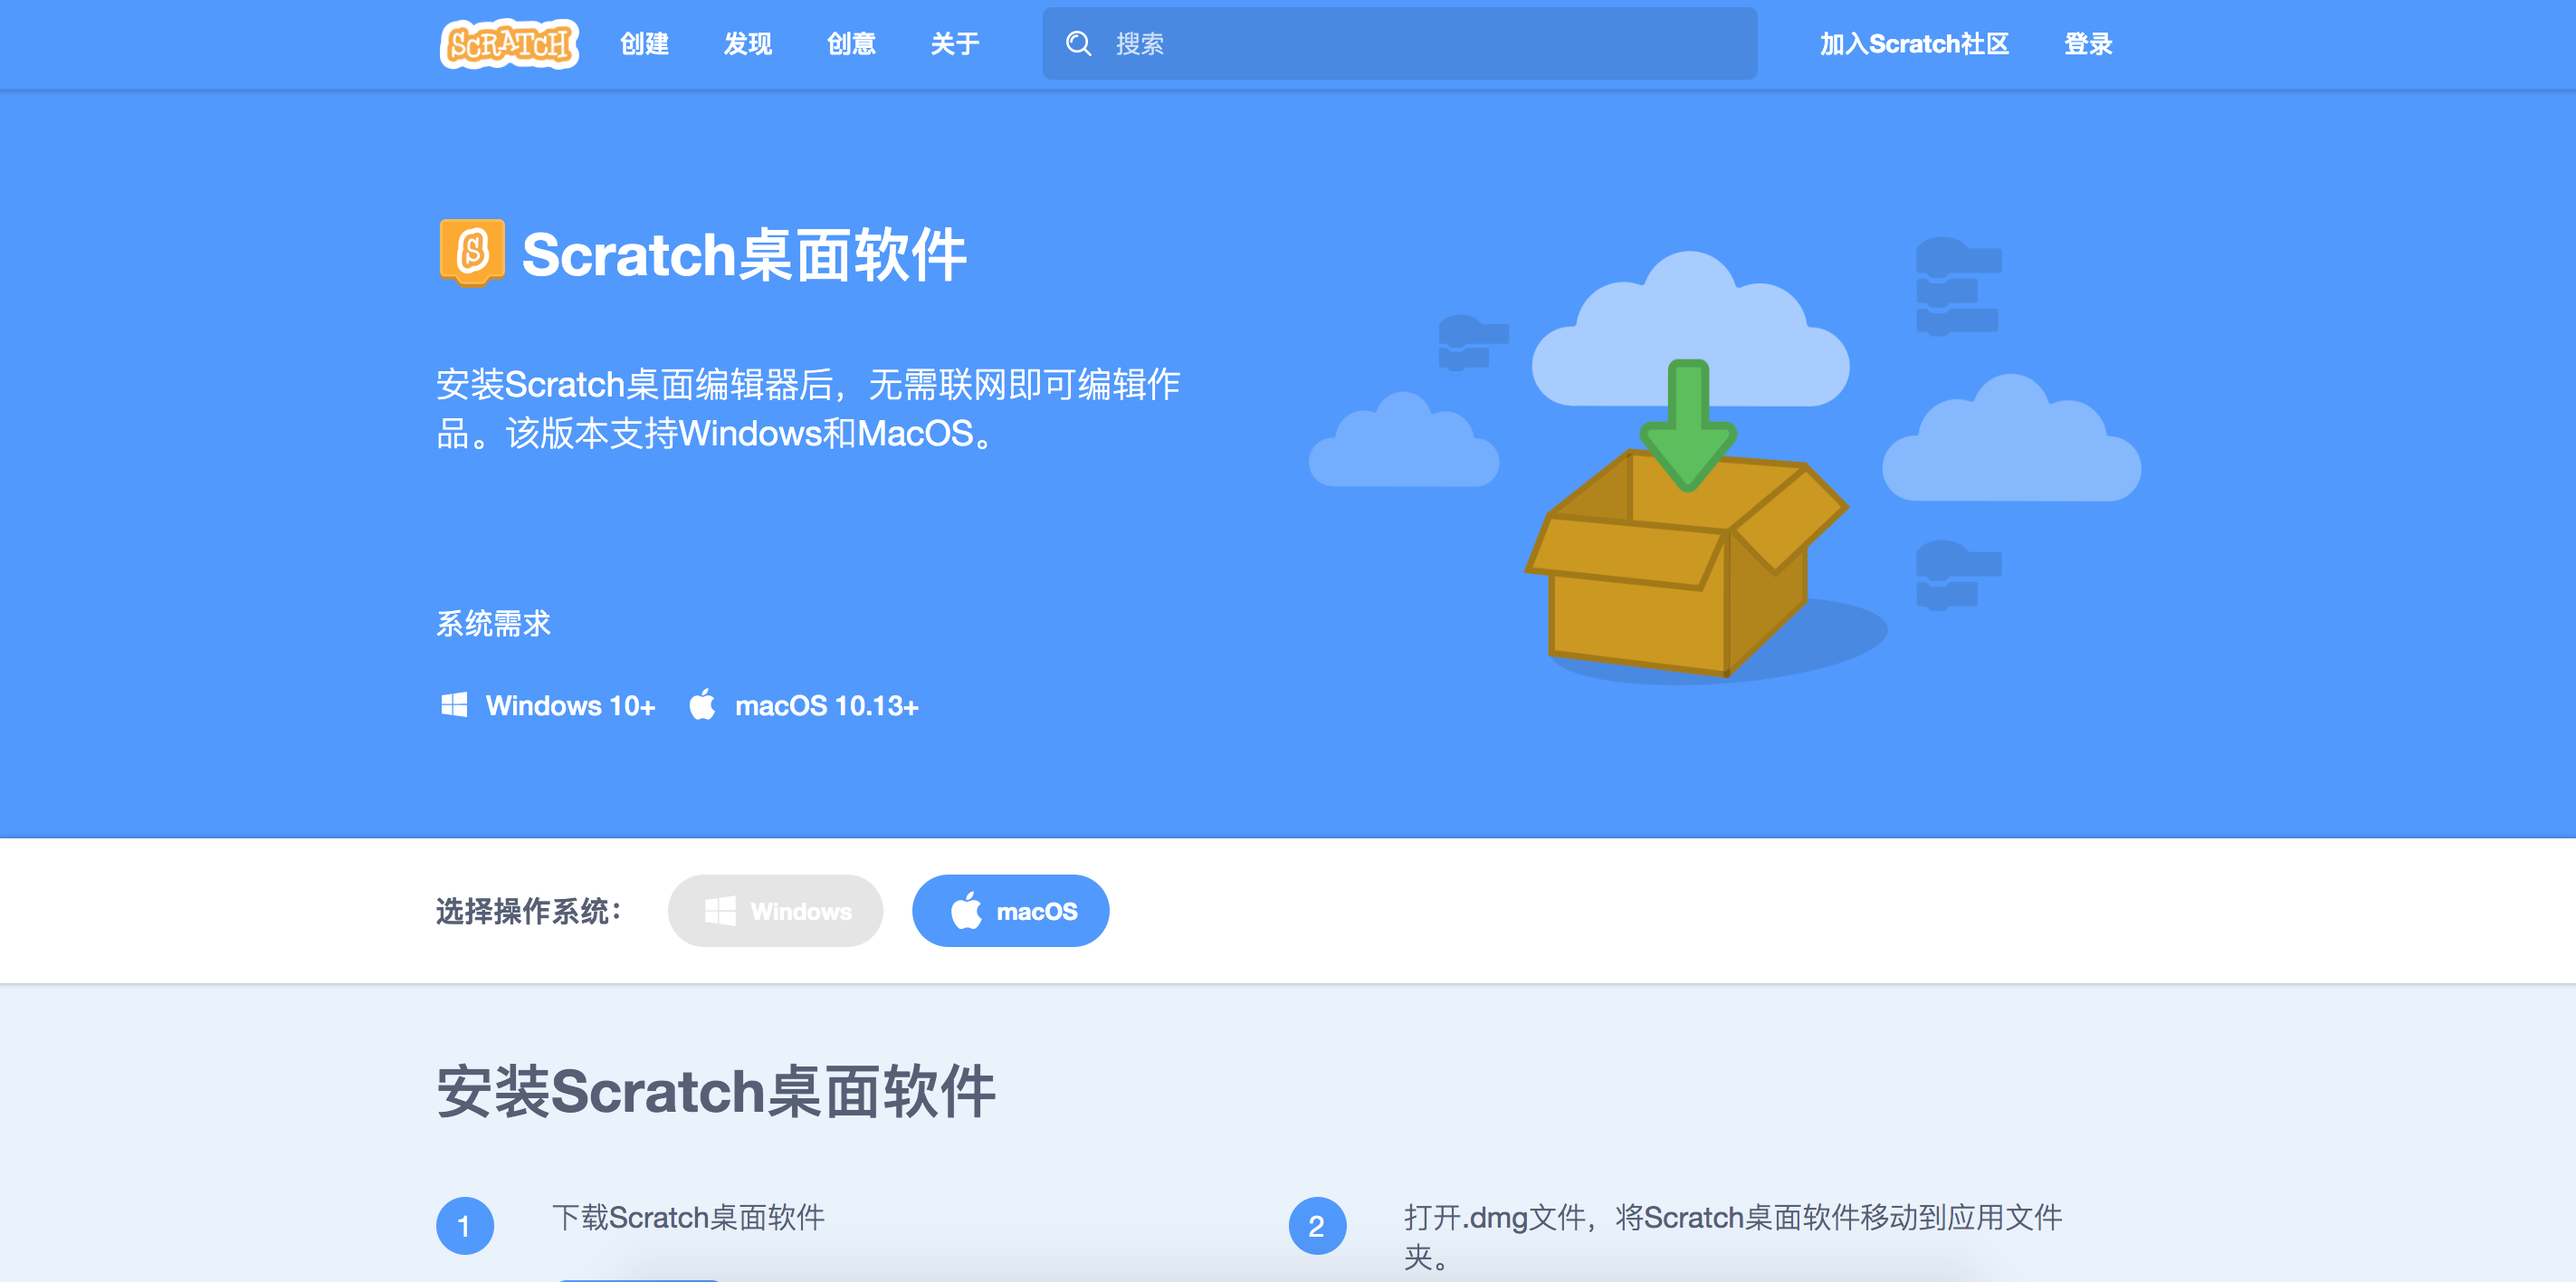 SCRATCH 创建 发现 创意 关于 搜索 加入Scratch社区 登录
S Scratch桌面软件
安装Scratch桌面编辑器后，无需联网即可编辑作
品。该版本支持Windows和MacOS。
系统需求
Windows 10+ macOS 10.13+
选择操作系统： Windows macOS
安装Scratch桌面软件
1 下载Scratch桌面软件
2 打开.dmg文件，将Scratch桌面软件移动到应用文件
夹。